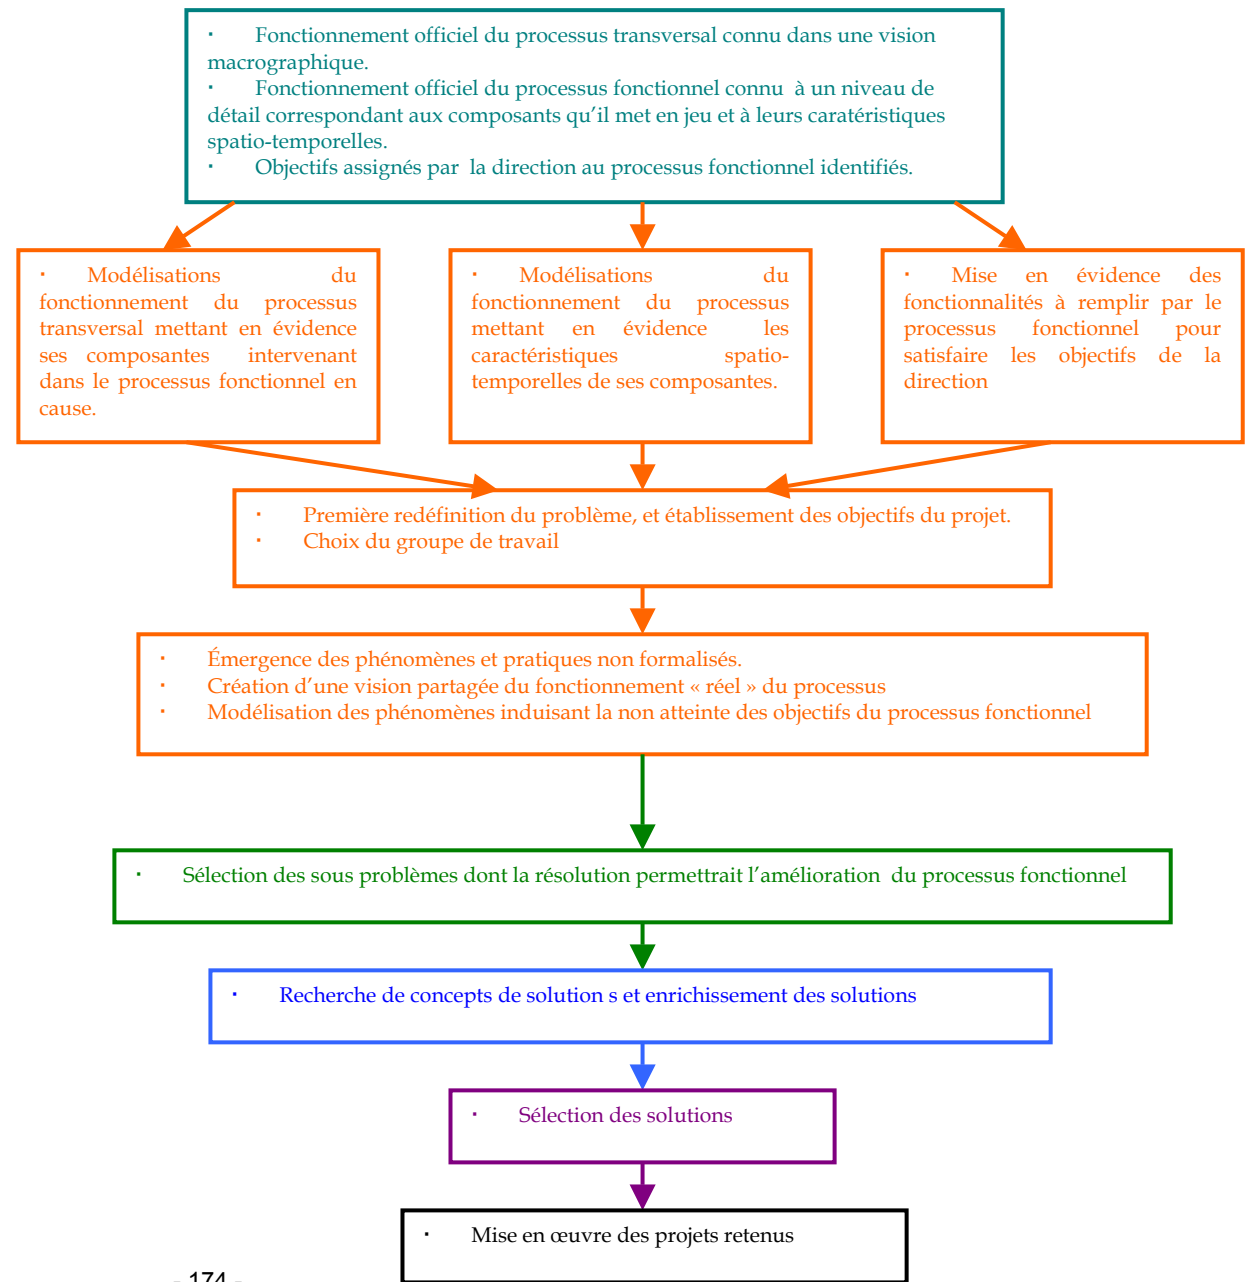 · Fonctionnement officiel du processus transversal connu dans une vision
macrographique.
· Fonctionnement officiel du processus fonctionnel connu à un niveau de
détail correspondant aux composants qu'il met en jeu et à leurs caratéristiques
spatio-temporelles.
· Objectifs assignés par la direction au processus fonctionnel identifiés.
· Modélisations du
fonctionnement du processus
transversal mettant en évidence
ses composantes intervenant
dans le processus fonctionnel en
cause.
· Modélisations du
fonctionnement du processus
mettant en évidence les
caractéristiques spatio-
temporelles de ses composantes.
· Mise en évidence des
fonctionnalités à remplir par le
processus fonctionnel pour
satisfaire les objectifs de la
direction
· Première redéfinition du problème, et établissement des objectifs du projet.
· Choix du groupe de travail
· Émergence des phénomènes et pratiques non formalisés.
· Création d'une vision partagée du fonctionnement « réel » du processus
· Modélisation des phénomènes induisant la non atteinte des objectifs du processus fonctionnel
· Sélection des sous problèmes dont la résolution permettrait l'amélioration du processus fonctionnel
· Recherche de concepts de solution s et enrichissement des solutions
· Sélection des solutions
· Mise en œuvre des projets retenus
- 174 -